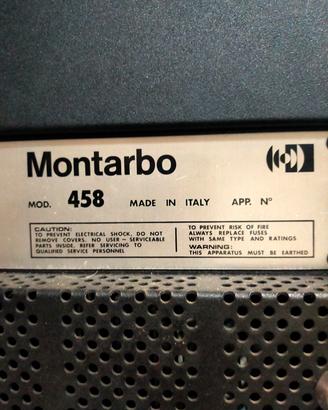 Montarbo
MOD. 458 MADE IN ITALY APP. N°
CAUTION:
TO PREVENT ELECTRICAL SHOCK, DO NOT
REMOVE COVERS. NO USER - SERVICEABLE
PARTS INSIDE. REFER SERVICING TO
QUALIFIED SERVICE PERSONNEL
TO PREVENT RISK OF FIRE
ALWAYS REPLACE FUSES
WITH SAME TYPE AND RATINGS
WARNING:
THIS APPARATUS MUST BE EARTHED